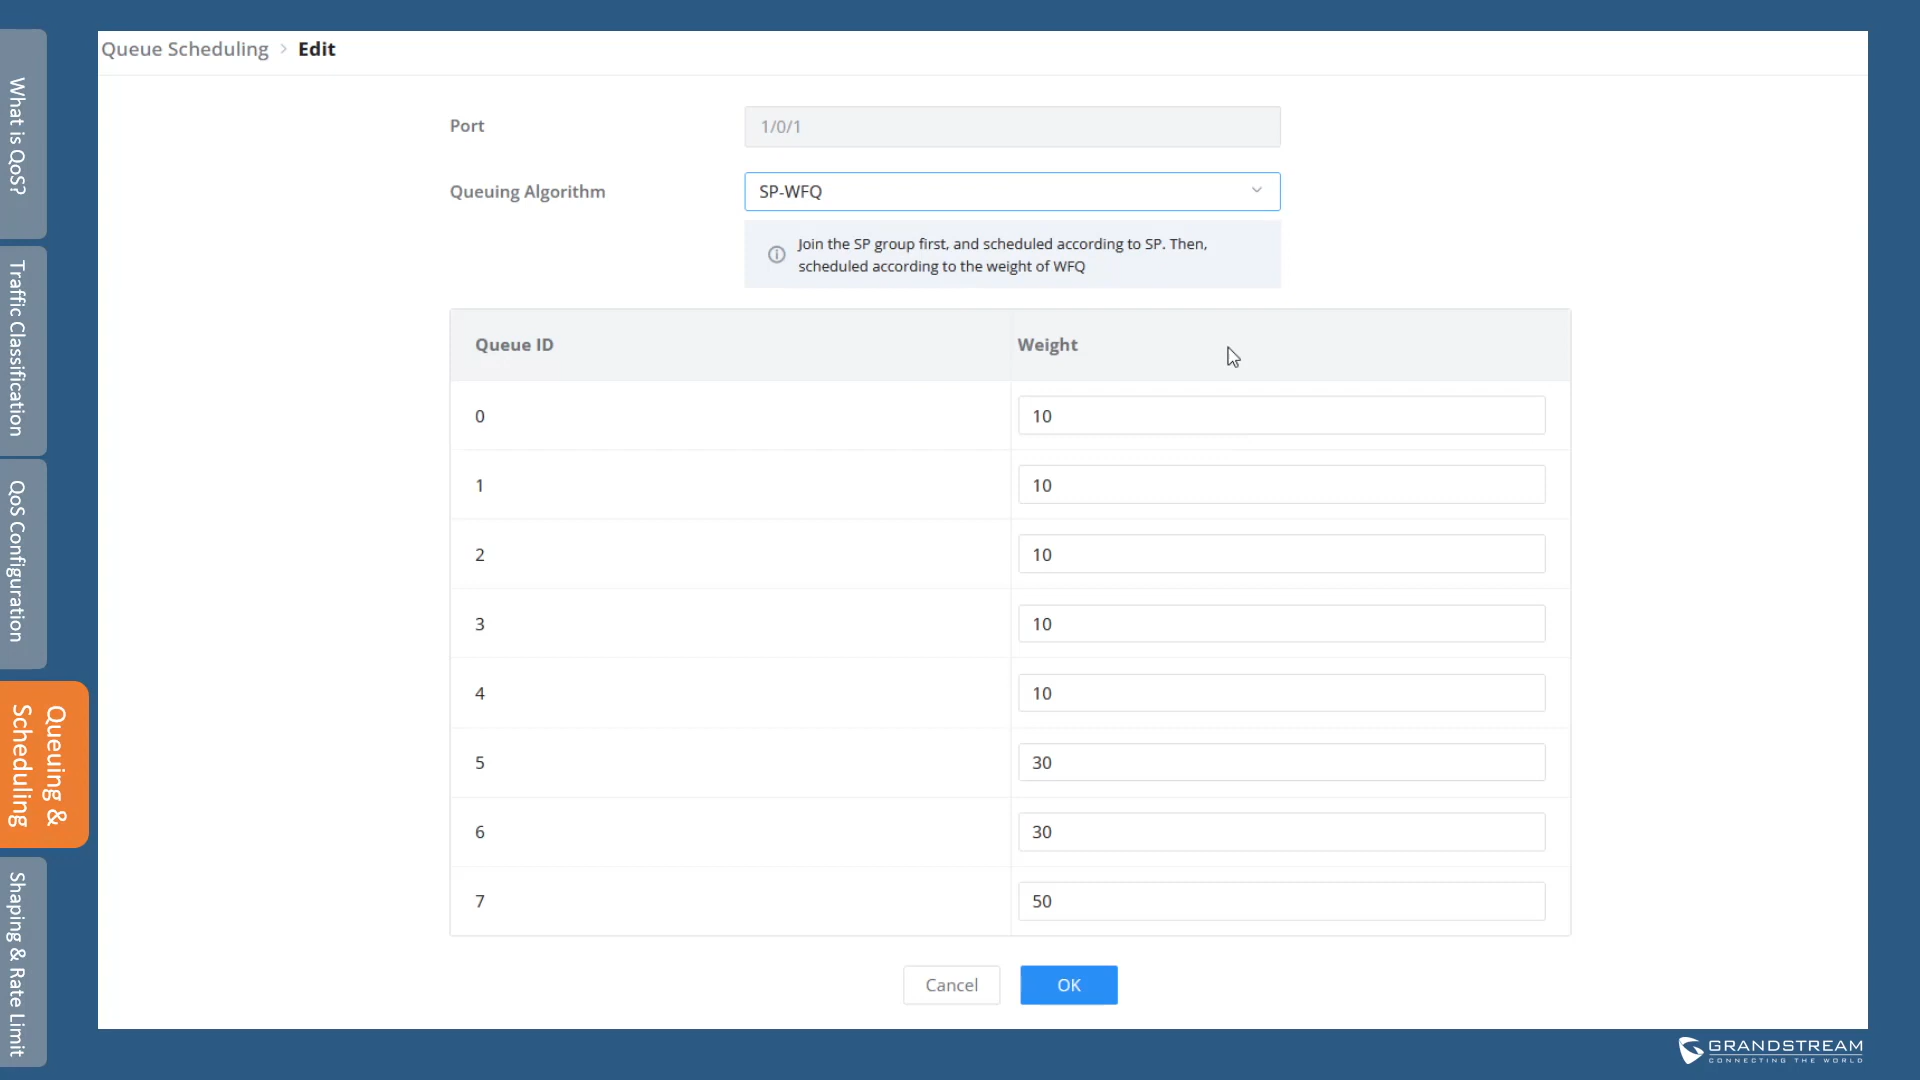 What is QoS?
Traffic Classification
QoS Configuration
Queuing &
Scheduling
Shaping & Rate Limit
Queue Scheduling > Edit
Port
1/0/1
Queuing Algorithm
SP-WFQ
Join the SP group first, and scheduled according to SP. Then,
scheduled according to the weight of WFQ
Queue ID Weight
0 10
1 10
2 10
3 10
4 10
5 30
6 30
7 50
Cancel OK
GRANDSTREAM
CONNECTING THE WORLD